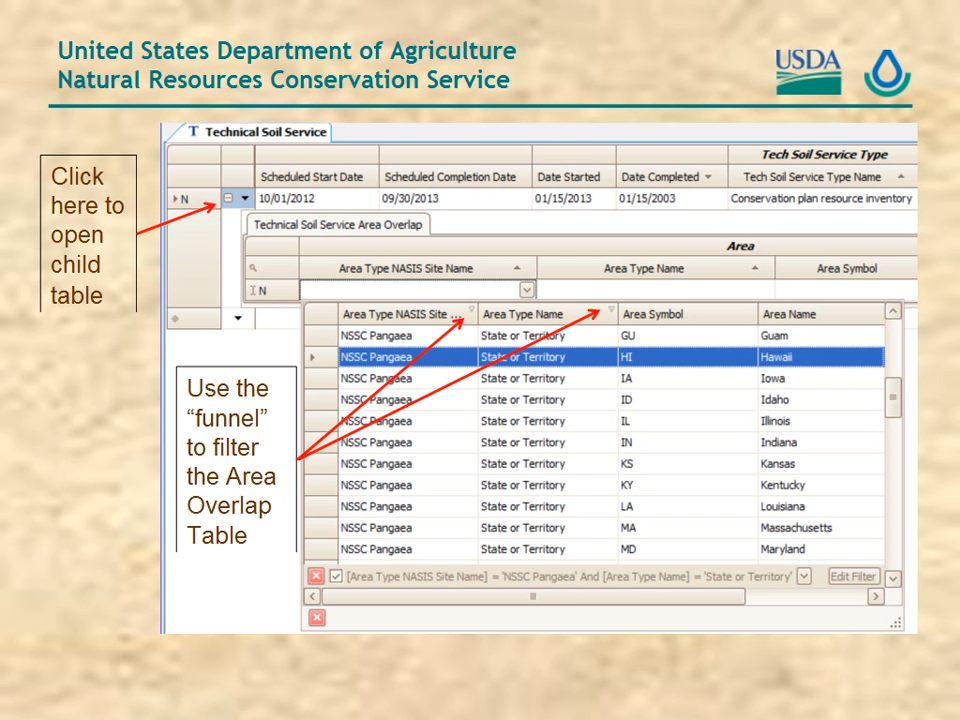 United States Department of Agriculture
Natural Resources Conservation Service
USDA
T Technical Soil Service
Click
here to
open
child
table
Tech Soil Service Type
Scheduled Start Date Scheduled Completion Date Date Started Date Completed Tech Soil Service Type Name
N 10/01/2012 09/30/2013 01/15/2013 01/15/2003 Conservation plan resource inventory
Technical Soil Service Area Overlap
Area
Area Type NASIS Site Name Area Type Name Area Symbol
N
Area Type NASIS Site ... Area Type Name Area Symbol Area Name
NSSC Pangaea State or Territory GU Guam
NSSC Pangaea State or Territory HI Hawaii
NSSC Pangaea State or Territory IA Iowa
NSSC Pangaea State or Territory ID Idaho
NSSC Pangaea State or Territory IL Illinois
NSSC Pangaea State or Territory IN Indiana
NSSC Pangaea State or Territory KS Kansas
NSSC Pangaea State or Territory KY Kentucky
NSSC Pangaea State or Territory LA Louisiana
NSSC Pangaea State or Territory MA Massachusetts
NSSC Pangaea State or Territory MD Maryland
[Area Type NASIS Site Name] = 'NSSC Pangaea' And [Area Type Name] = 'State or Territory' Edit Filter
Use the
“funnel”
to filter
the Area
Overlap
Table